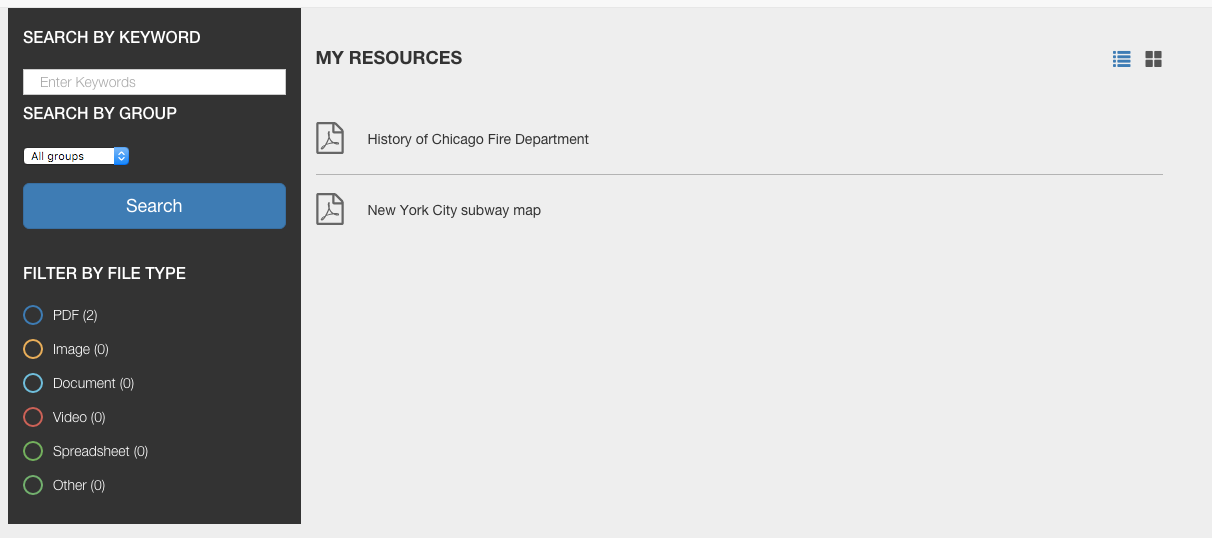 SEARCH BY KEYWORD
Enter Keywords
SEARCH BY GROUP
All groups
Search
FILTER BY FILE TYPE
PDF (2)
Image (0)
Document (0)
Video (0)
Spreadsheet (0)
Other (0)
MY RESOURCES
History of Chicago Fire Department
New York City subway map